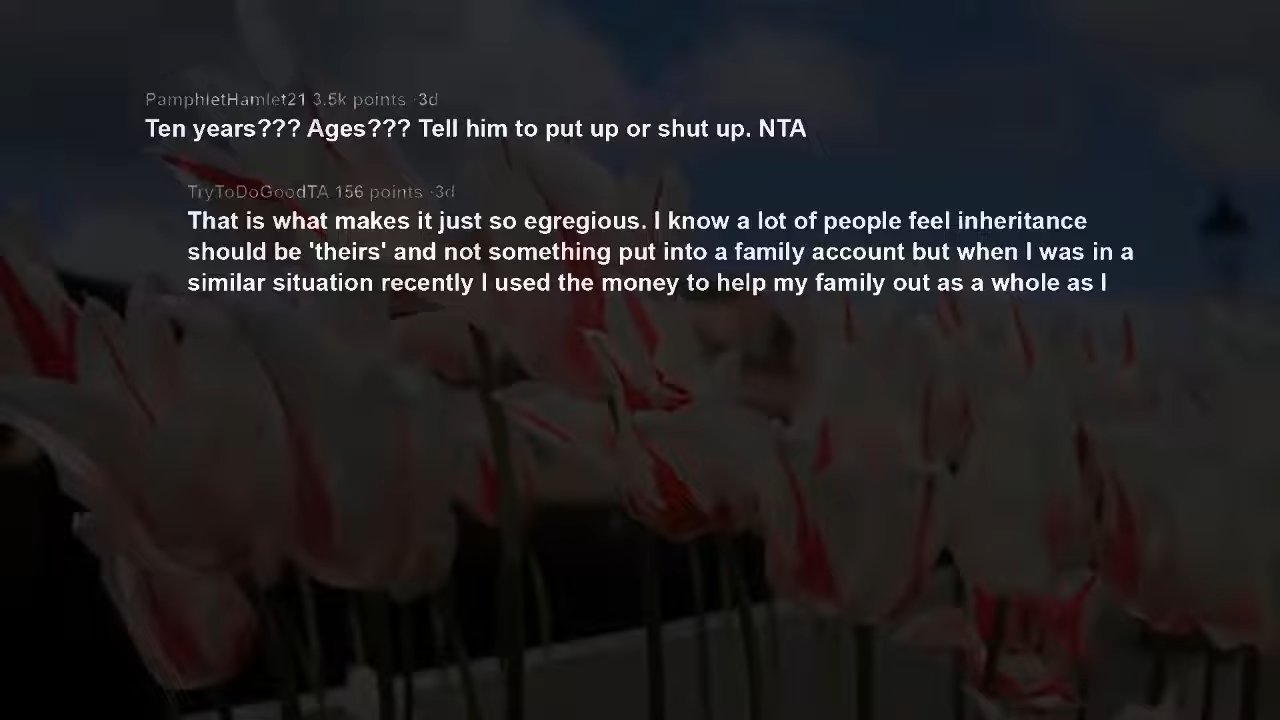 PamphletHamlet21 3.5k points ·3d
Ten years??? Ages??? Tell him to put up or shut up. NTA
TryToDoGoodTA 156 points ·3d
That is what makes it just so egregious. I know a lot of people feel inheritance
should be 'theirs' and not something put into a family account but when I was in a
similar situation recently I used the money to help my family out as a whole as I